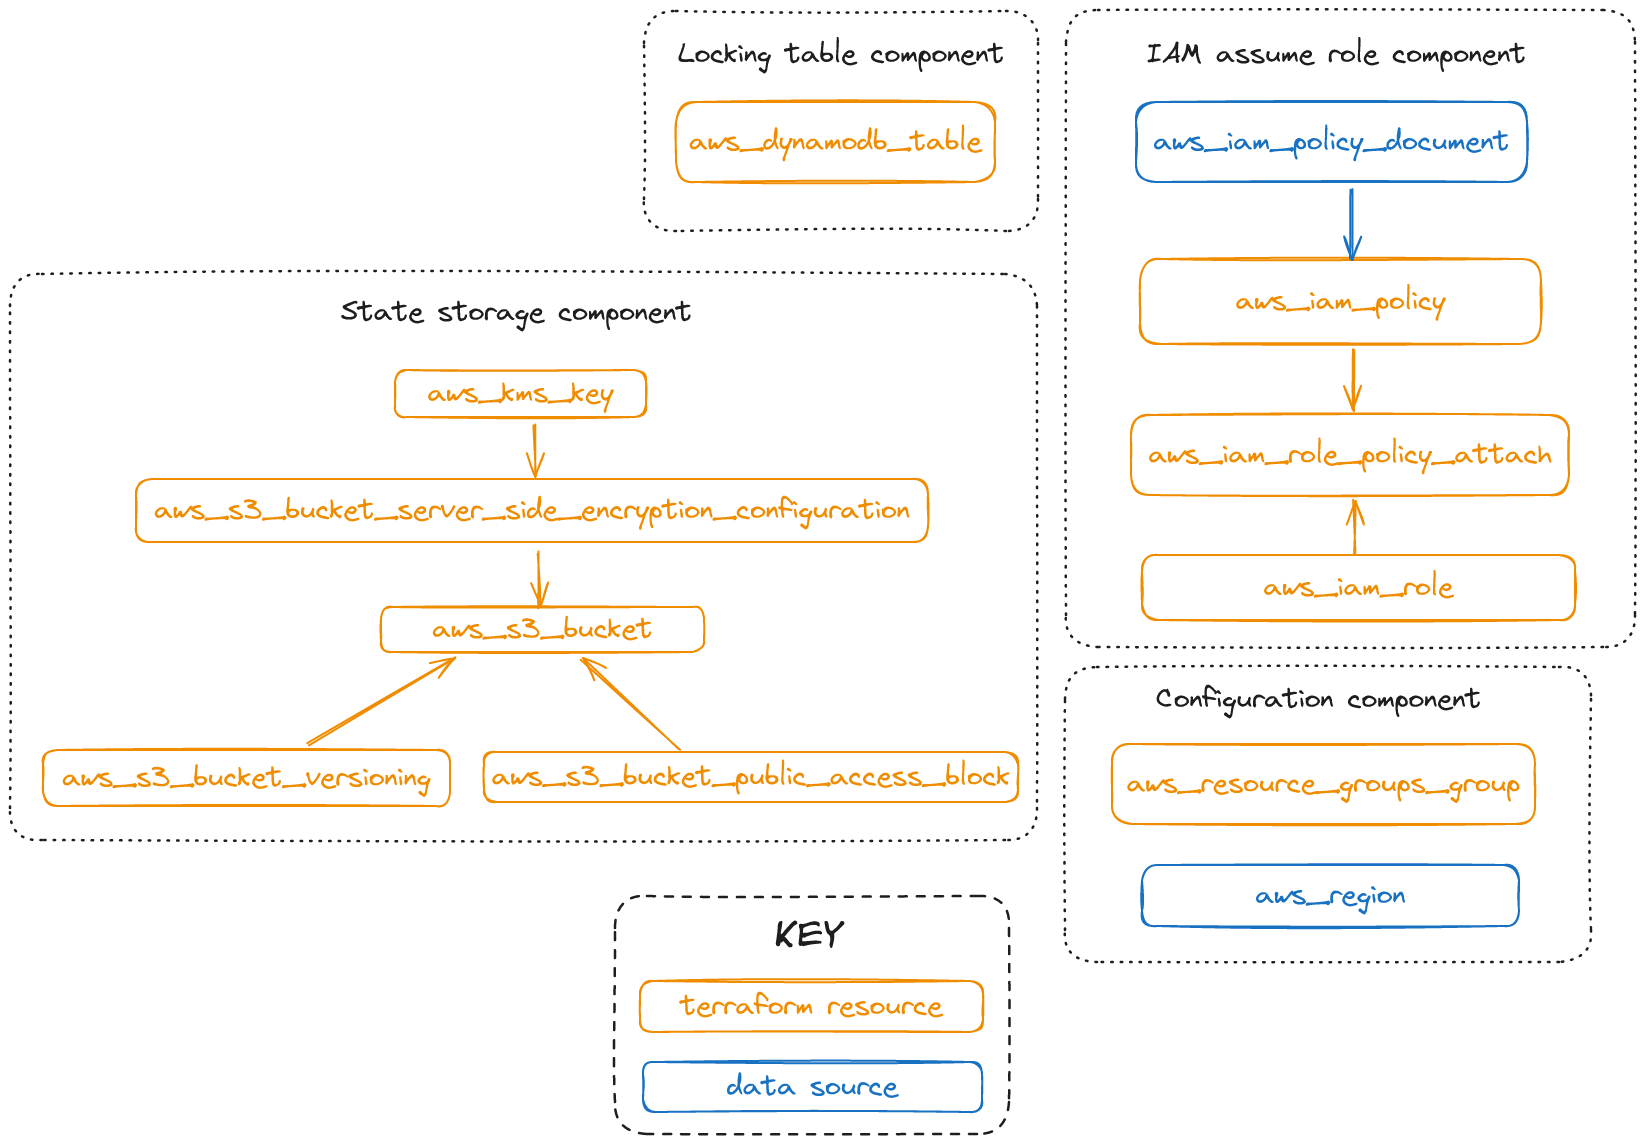 Locking table component
aws_dynamodb_table
IAM assume role component
aws_iam_policy_document
aws_iam_policy
aws_iam_role_policy_attach
aws_iam_role
State storage component
aws_kms_key
aws_s3_bucket_server_side_encryption_configuration
aws_s3_bucket
aws_s3_bucket_versioning
aws_s3_bucket_public_access_block
Configuration component
aws_resource_groups_group
aws_region
KEY
terraform resource
data source